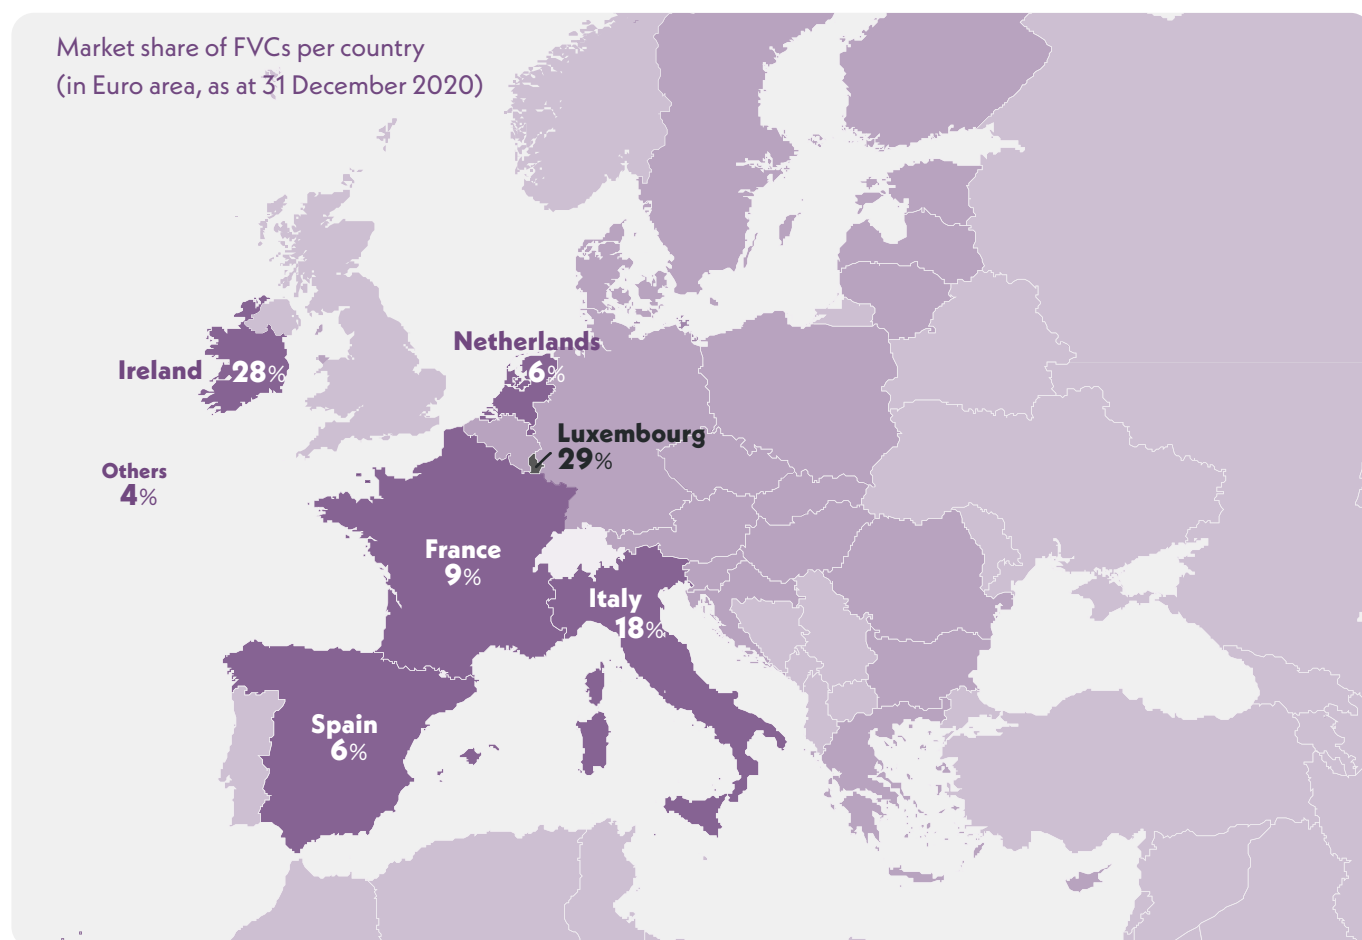 Market share of FVCs per country
(in Euro area, as at 31 December 2020)
Netherlands
6%
Ireland 28%
Luxembourg
29%
Others
4%
France
9%
Italy
18%
Spain
6%